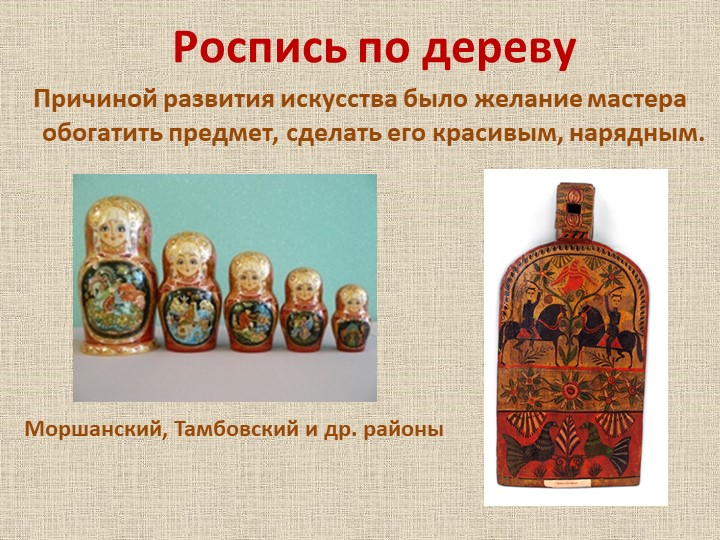 Роспись по дереву
Причиной развития искусства было желание мастера
обогатить предмет, сделать его красивым, нарядным.
Моршанский, Тамбовский и др. районы